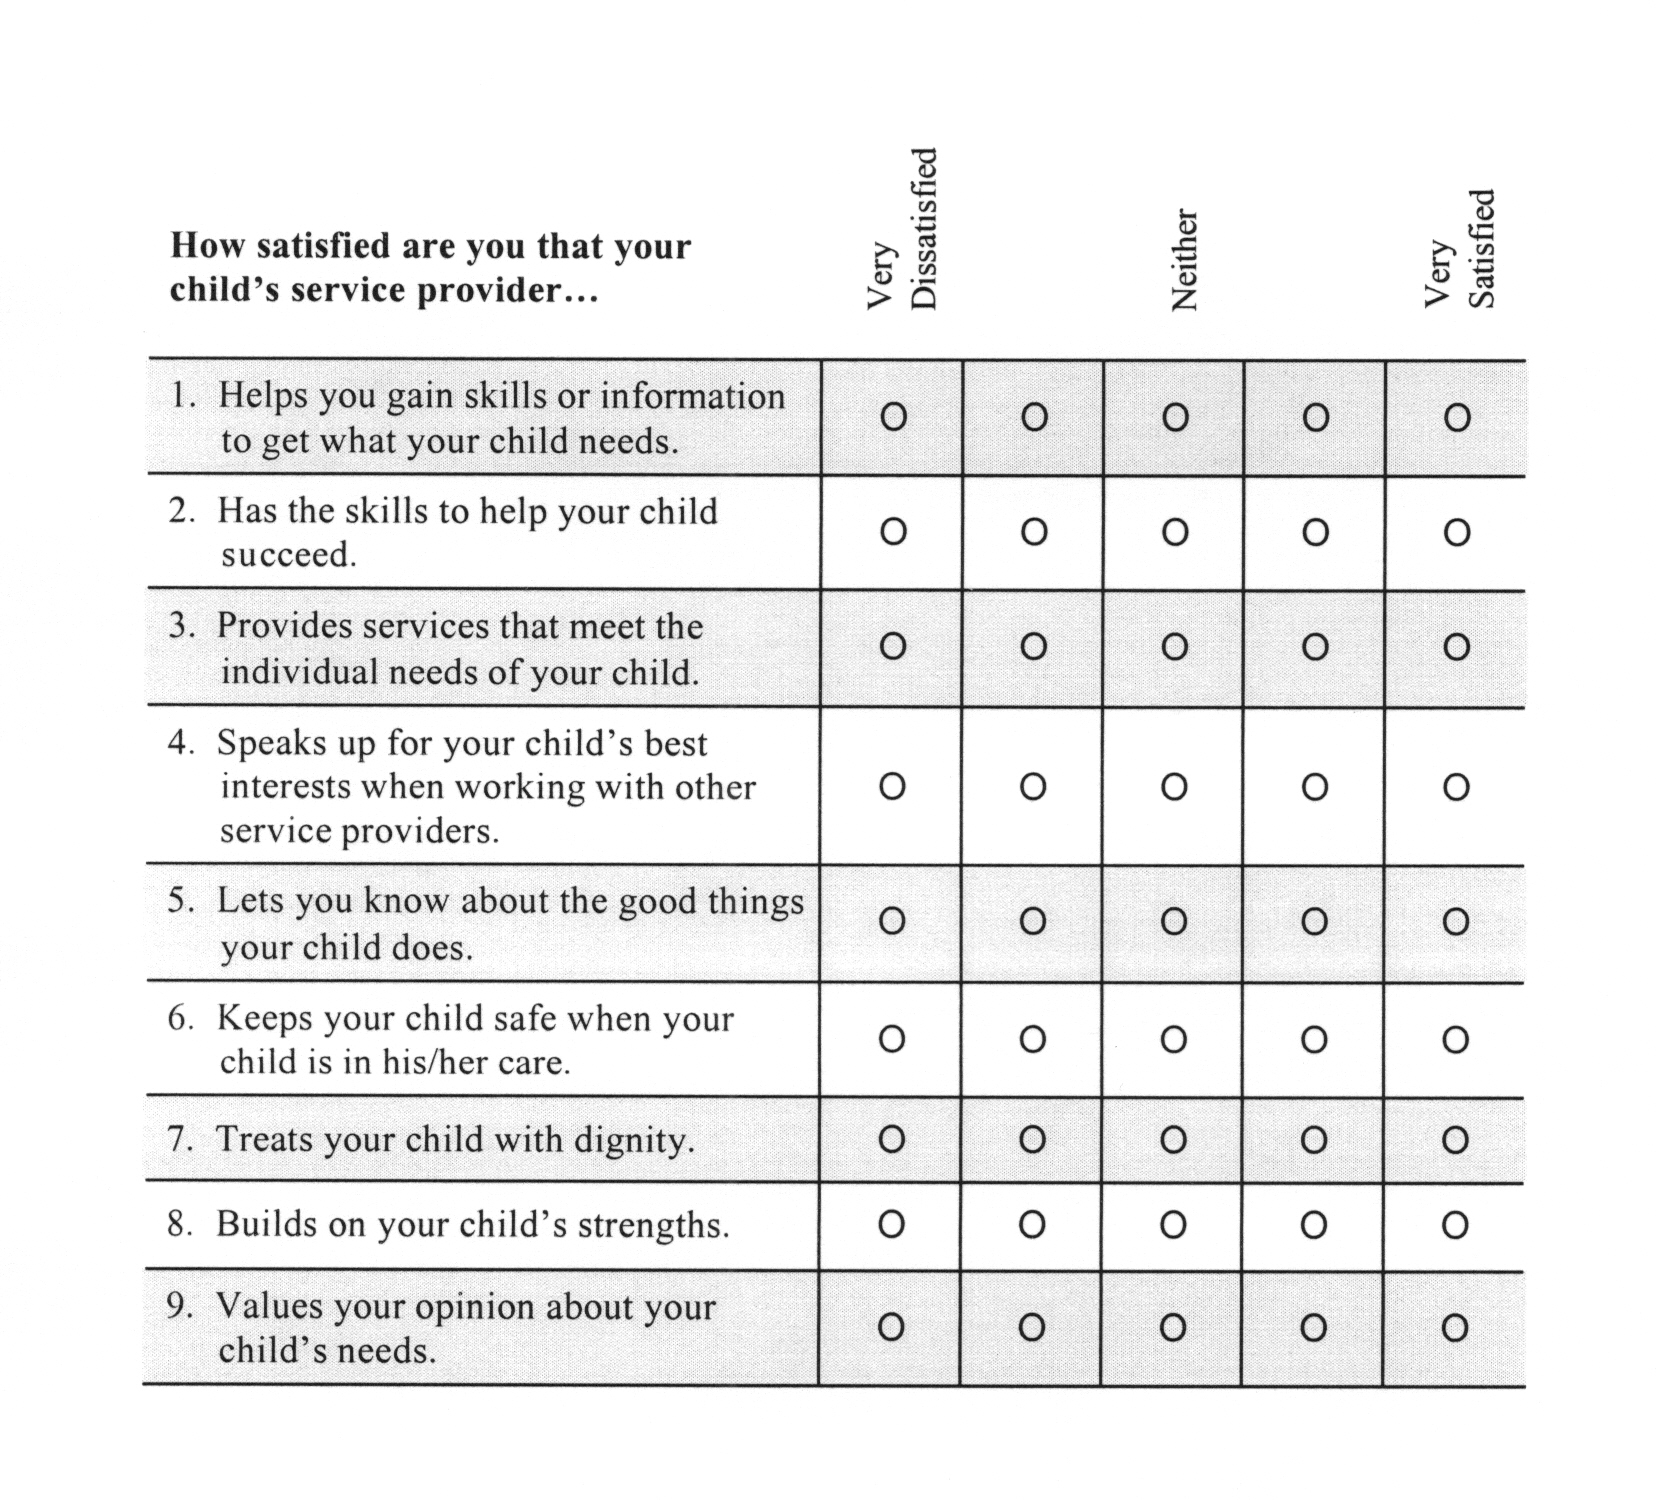 How satisfied are you that your
child's service provider...
Very
Dissatisfied
Neither
Very
Satisfied
1. Helps you gain skills or information
to get what your child needs.
2. Has the skills to help your child
succeed.
3. Provides services that meet the
individual needs of your child.
4. Speaks up for your child's best
interests when working with other
service providers.
5. Lets you know about the good things
your child does.
6. Keeps your child safe when your
child is in his/her care.
7. Treats your child with dignity.
8. Builds on your child's strengths.
9. Values your opinion about your
child's needs.